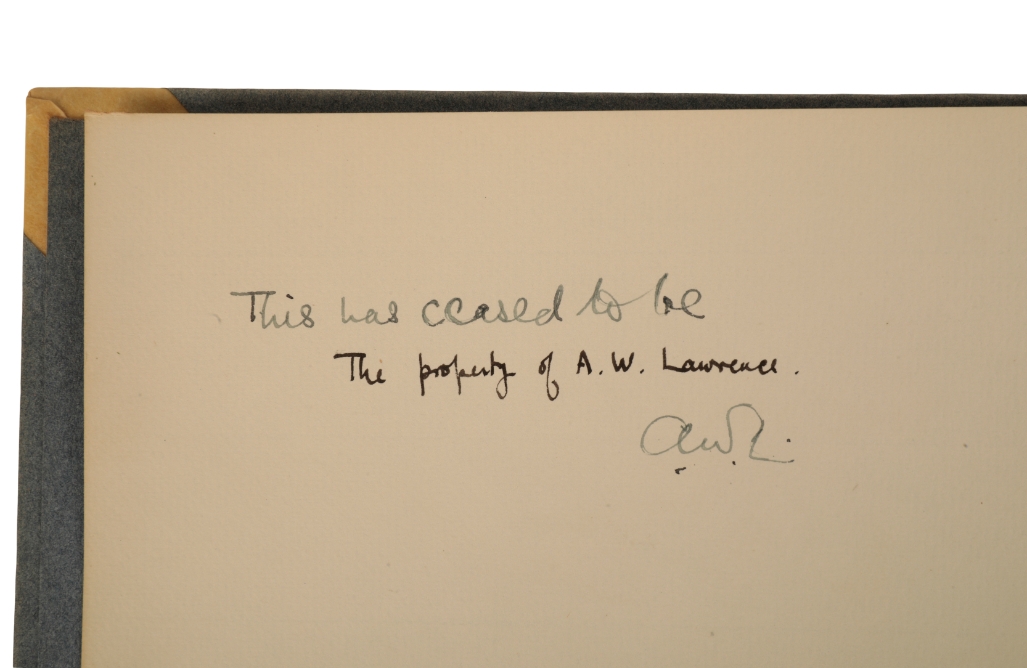 This has ceased to be
The property of A. W. Lawrence.
A.W.L.